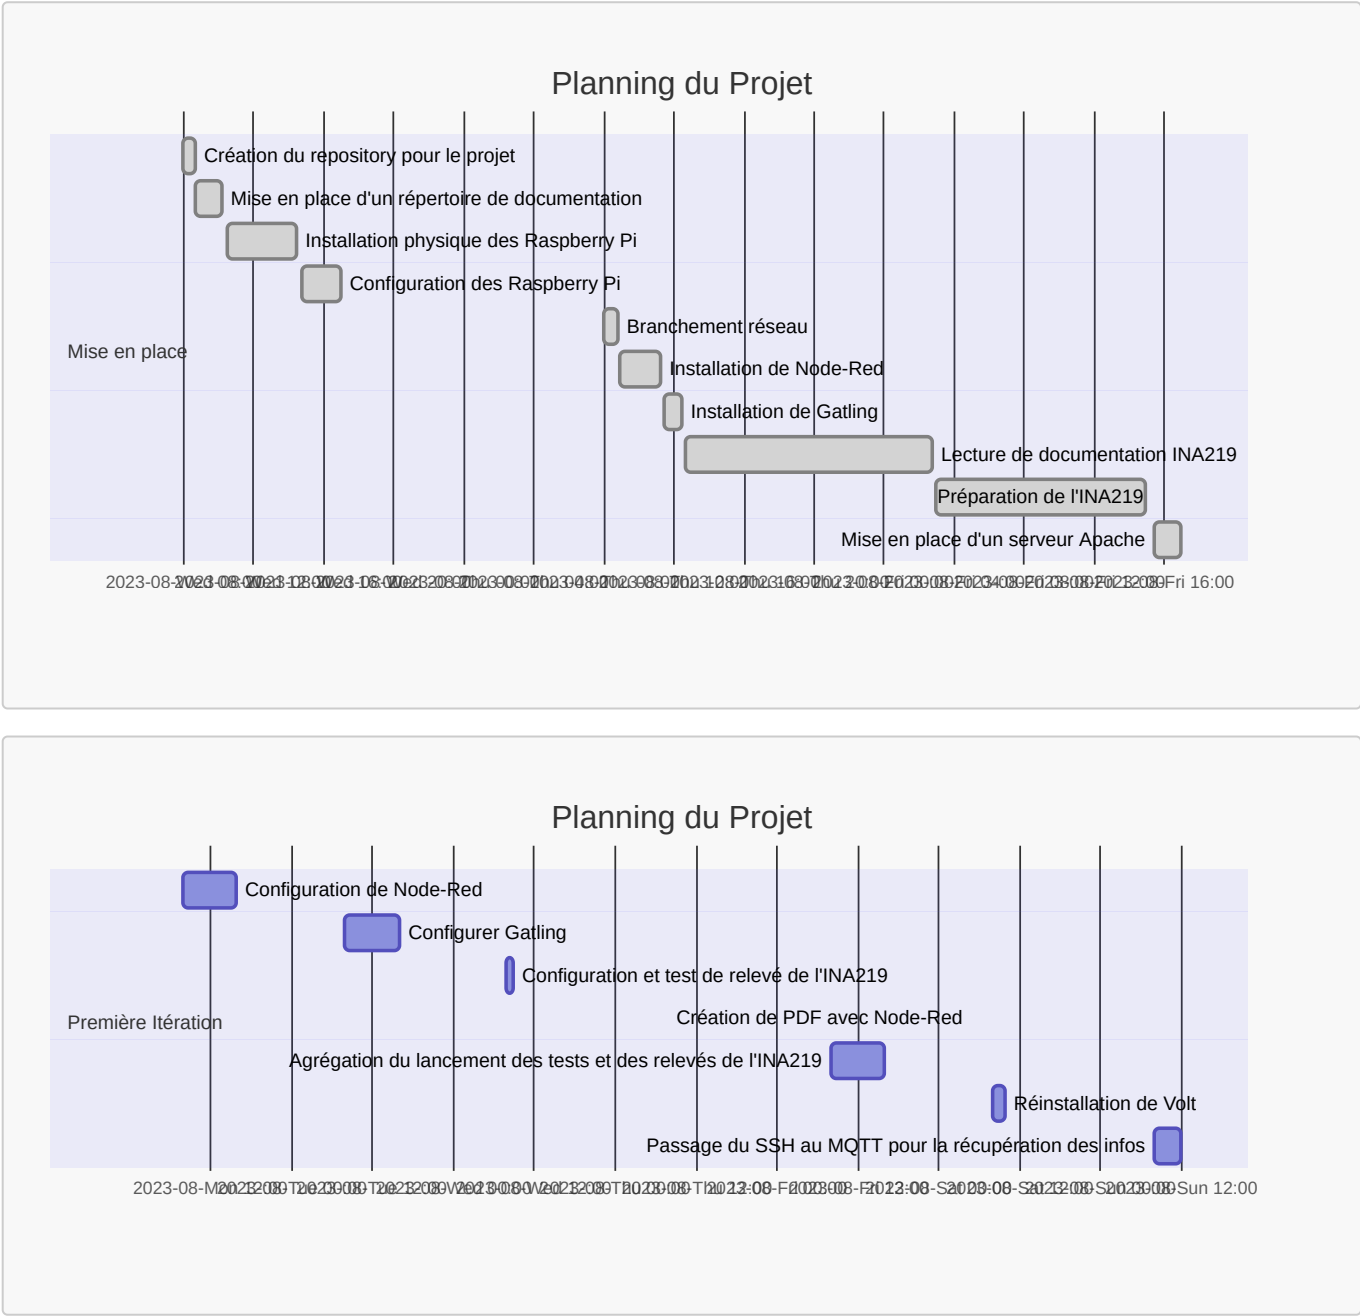 Planning du Projet
Création du repository pour le projet
Mise en place d'un répertoire de documentation
Installation physique des Raspberry Pi
Configuration des Raspberry Pi
Branchement réseau
Mise en place
Installation de Node-Red
Installation de Gatling
Lecture de documentation INA219
Préparation de l'INA219
Mise en place d'un serveur Apache
2023-08- Fri 16:00
Planning du Projet
Configuration de Node-Red
Configurer Gatling
Configuration et test de relevé de l'INA219
Création de PDF avec Node-Red
Première Itération
Agrégation du lancement des tests et des relevés de l'INA219
Réinstallation de Volt
Passage du SSH au MQTT pour la récupération des infos
2023-08- Sun 12:00